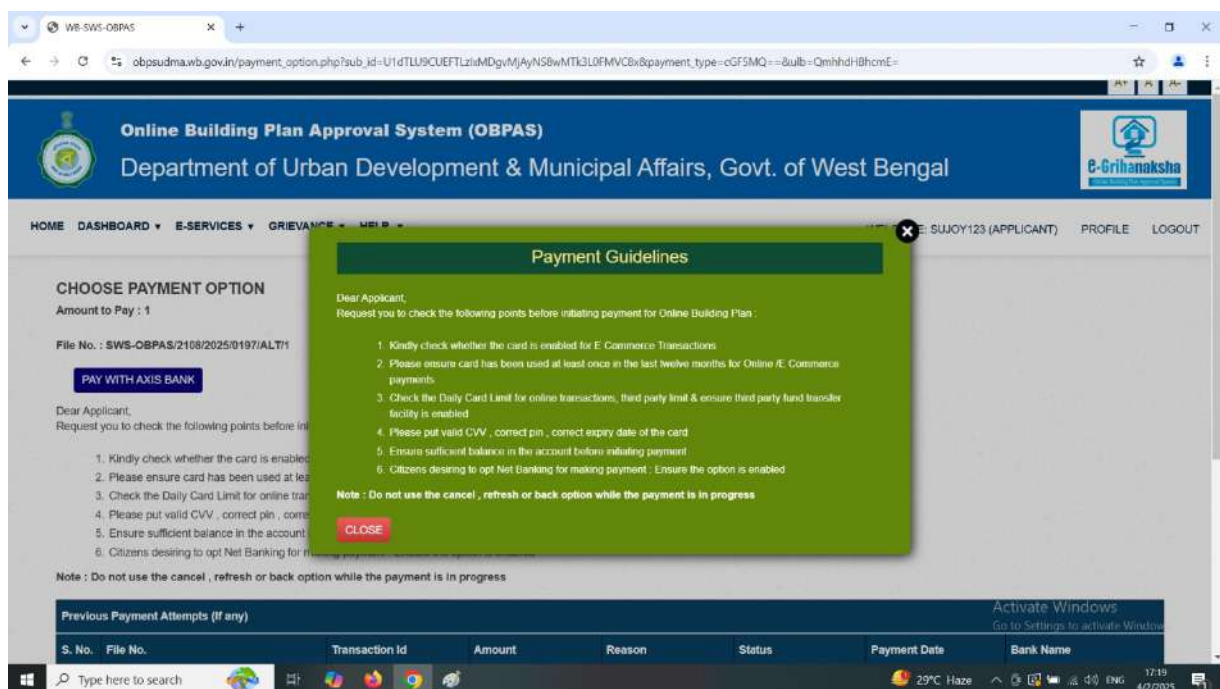 WB-SWS-OBPAS
obpsudma.wb.gov.in/payment_option.php?sub_id=
A+ A A-
Online Building Plan Approval System (OBPAS)
Department of Urban Development & Municipal Affairs, Govt. of West Bengal
e-Grihanaksha
HOME DASHBOARD E-SERVICES GRIEVANCE HELP
: SUJOY123 (APPLICANT) PROFILE LOGOUT
Payment Guidelines
Dear Applicant,
Request you to check the following points before initiating payment for Online Building Plan :
1. Kindly check whether the card is enabled for E Commerce Transactions
2. Please ensure card has been used at least once in the last twelve months for Online /E Commerce
payments
3. Check the Daily Card Limit for online transactions, third party limit & ensure third party fund transfer
facility is enabled
4. Please put valid CVV , correct pin , correct expiry date of the card
5. Ensure sufficient balance in the account before initiating payment
6. Citizens desiring to opt Net Banking for making payment : Ensure the option is enabled
Note : Do not use the cancel , refresh or back option while the payment is in progress
CLOSE
CHOOSE PAYMENT OPTION
Amount to Pay : 1
File No. : SWS-OBPAS/2108/2025/0197/ALT/1
PAY WITH AXIS BANK
Dear Applicant,
Request you to check the following points before
1. Kindly check whether the card is enabled
2. Please ensure card has been used at
3. Check the Daily Card Limit for online
4. Please put valid CVV , correct pin ,
5. Ensure sufficient balance in the account
6. Citizens desiring to opt Net Banking for
Note : Do not use the cancel , refresh or back option while the payment is in progress
Previous Payment Attempts (If any)
S. No. File No. Transaction Id Amount Reason Status Payment Date Bank Name
Activate Windows
Go to Settings to activate Window
Type here to search
29°C Haze
ENG
17:19
4/2/2025